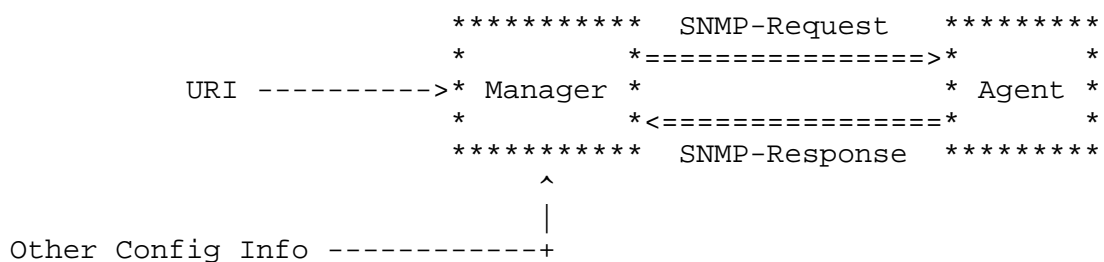 *********** SNMP-Request *********
* *================>* *
URI ---------->* Manager * * Agent *
* *<================* *
*********** SNMP-Response *********
^
|
Other Config Info ------------+